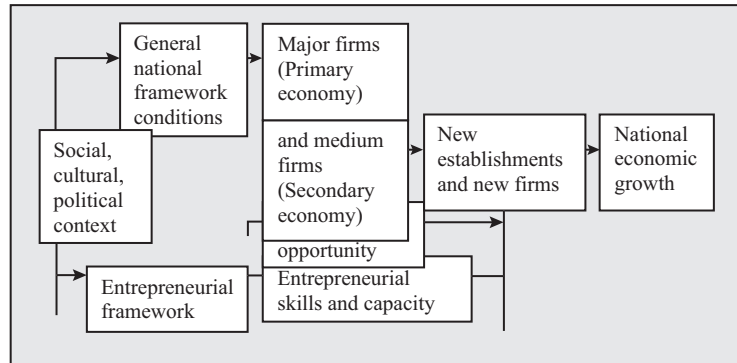 General
national
framework
conditions
Major firms
(Primary
economy)
Social,
cultural,
political
context
and medium
firms
(Secondary
economy)
New
establishments
and new firms
National
economic
growth
opportunity
Entrepreneurial
framework
Entrepreneurial
skills and capacity